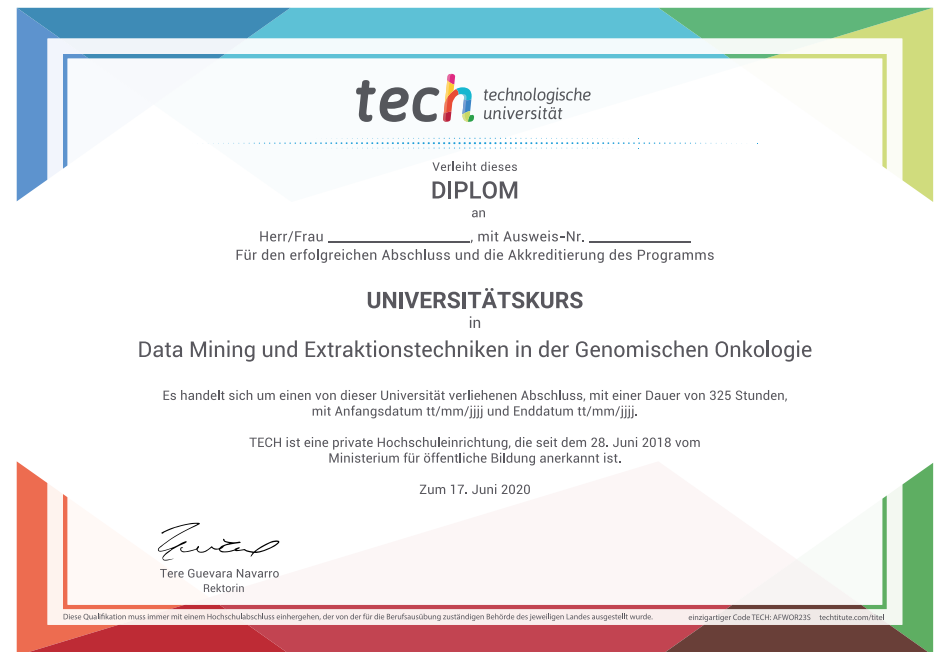 tech technologische
universität
Verleiht dieses
DIPLOM
an
Herr/Frau ____________, mit Ausweis-Nr. ____________
Für den erfolgreichen Abschluss und die Akkreditierung des Programms
UNIVERSITÄTSKURS
in
Data Mining und Extraktionstechniken in der Genomischen Onkologie
Es handelt sich um einen von dieser Universität verliehenen Abschluss, mit einer Dauer von 325 Stunden,
mit Anfangsdatum tt/mm/jjjj und Enddatum tt/mm/jjjj.
TECH ist eine private Hochschuleinrichtung, die seit dem 28. Juni 2018 vom
Ministerium für öffentliche Bildung anerkannt ist.
Zum 17. Juni 2020
Tere Guevara Navarro
Rektorin
Diese Qualifikation muss immer mit einem Hochschulabschluss einhergehen, der von der für die Berufsausübung zuständigen Behörde des jeweiligen Landes ausgestellt wurde. einzigartiger Code TECH: AFWOR23S techtitute.com/titel